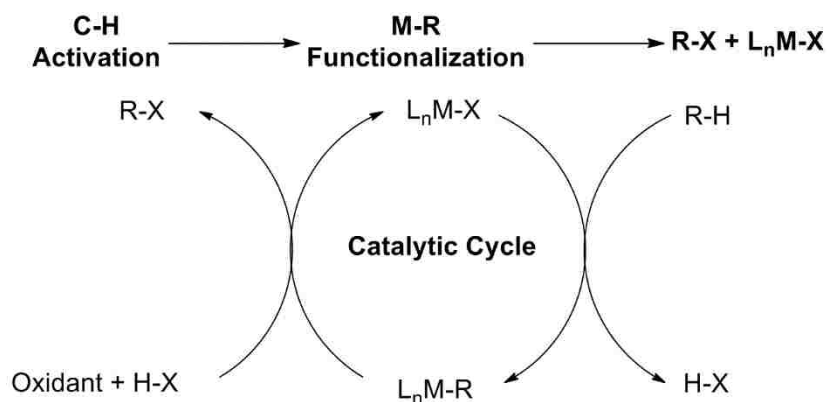 C-H
Activation
M-R
Functionalization
R-X + LₙM-X
R-X
LₙM-X
R-H
Catalytic Cycle
Oxidant + H-X
LₙM-R
H-X